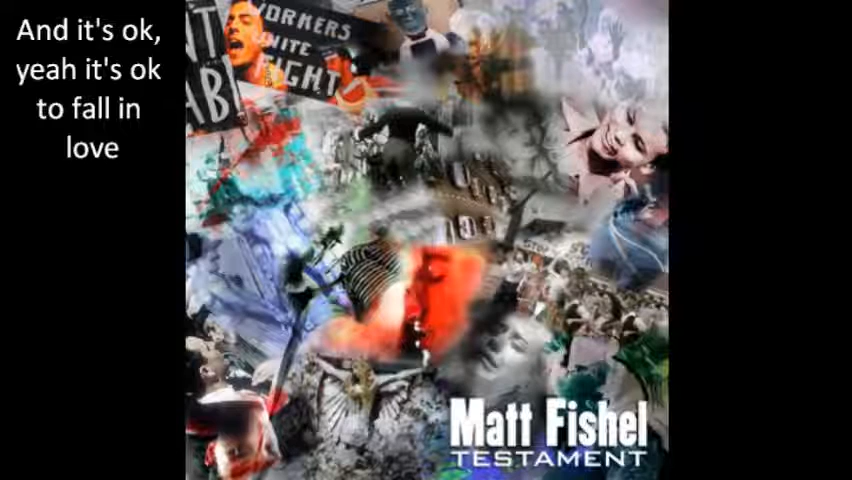 And it's ok,
yeah it's ok
to fall in
love
WORKERS
UNITE
FIGHT
Matt Fishel
TESTAMENT